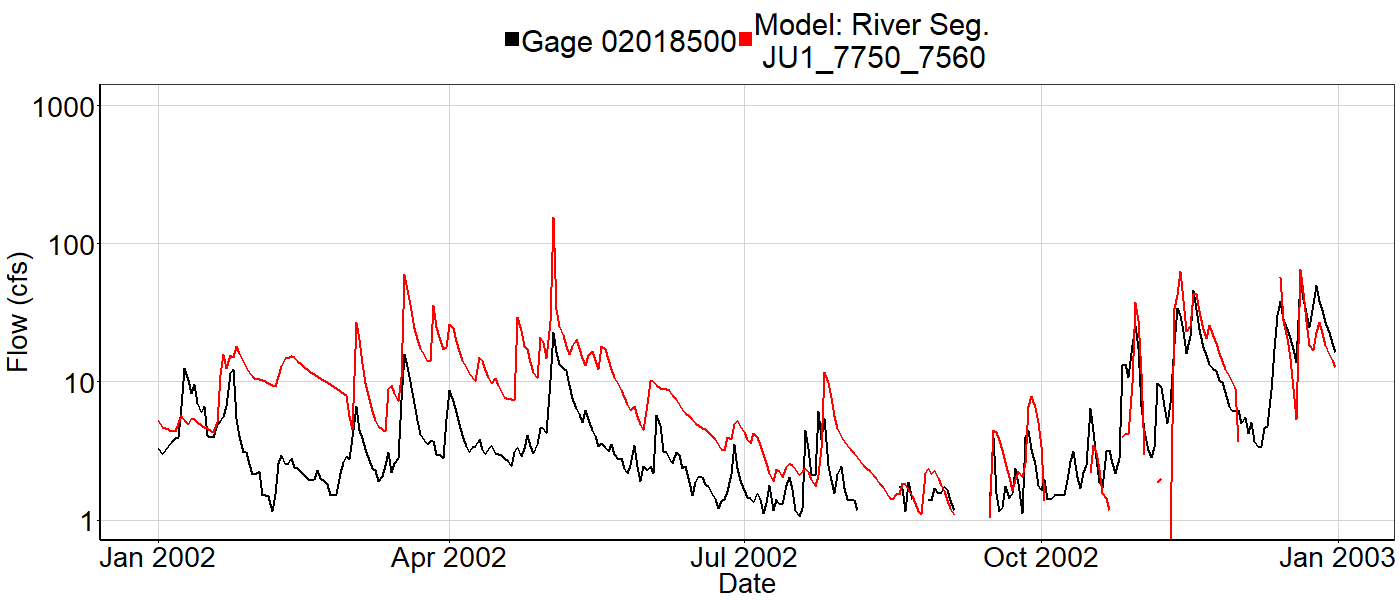 Gage 02018500
Model: River Seg.
JU1_7750_7560
1000
100
10
1
Flow (cfs)
Jan 2002
Apr 2002
Jul 2002
Oct 2002
Jan 2003
Date